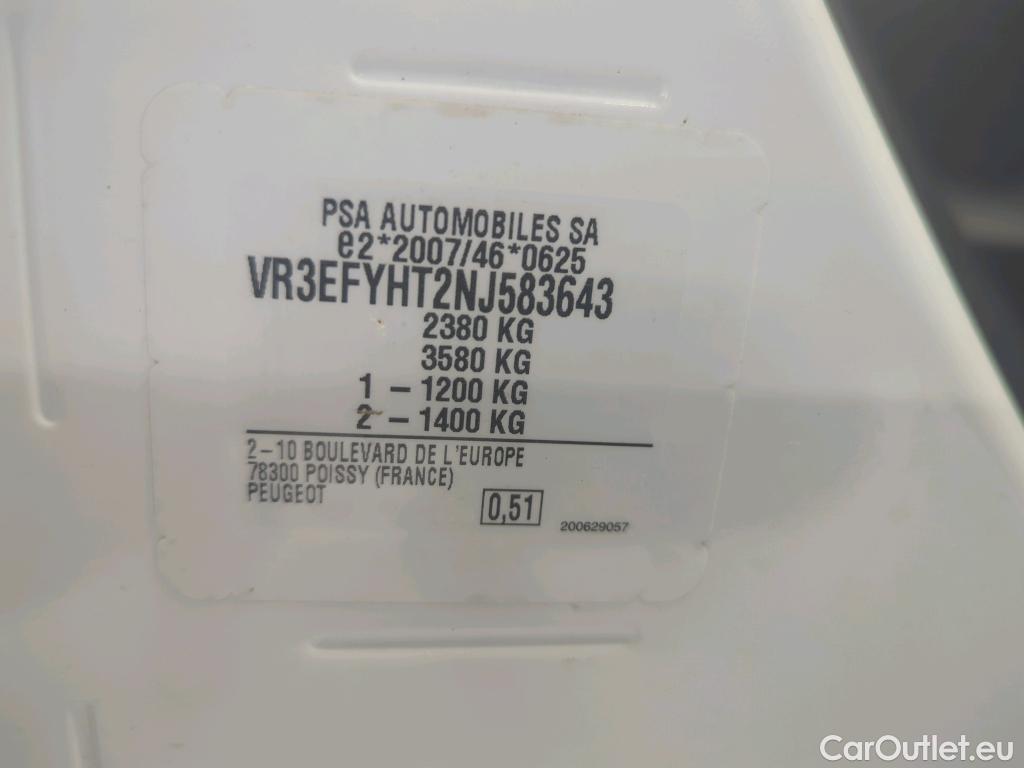 PSA AUTOMOBILES SA
e2*2007/46*0625
VR3EFYHT2NJ583643
2380 KG
3580 KG
1 – 1200 KG
2 – 1400 KG
2–10 BOULEVARD DE L'EUROPE
78300 POISSY (FRANCE)
PEUGEOT
0,51
200629057
CarOutlet.eu